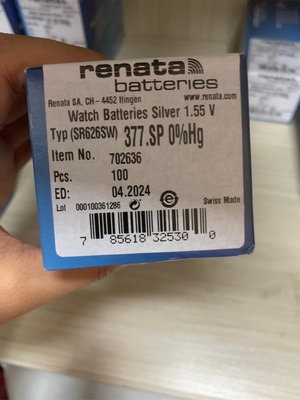 renata
batteries
Renata SA, CH-4452 Itingen www.renata.com
Watch Batteries Silver 1.55 V
Typ (SR626SW) 377.SP 0%Hg
Item No. 702636
Pcs. 100
ED: 04.2024
Lot 000100361286 Swiss Made
7 85618 32530 0